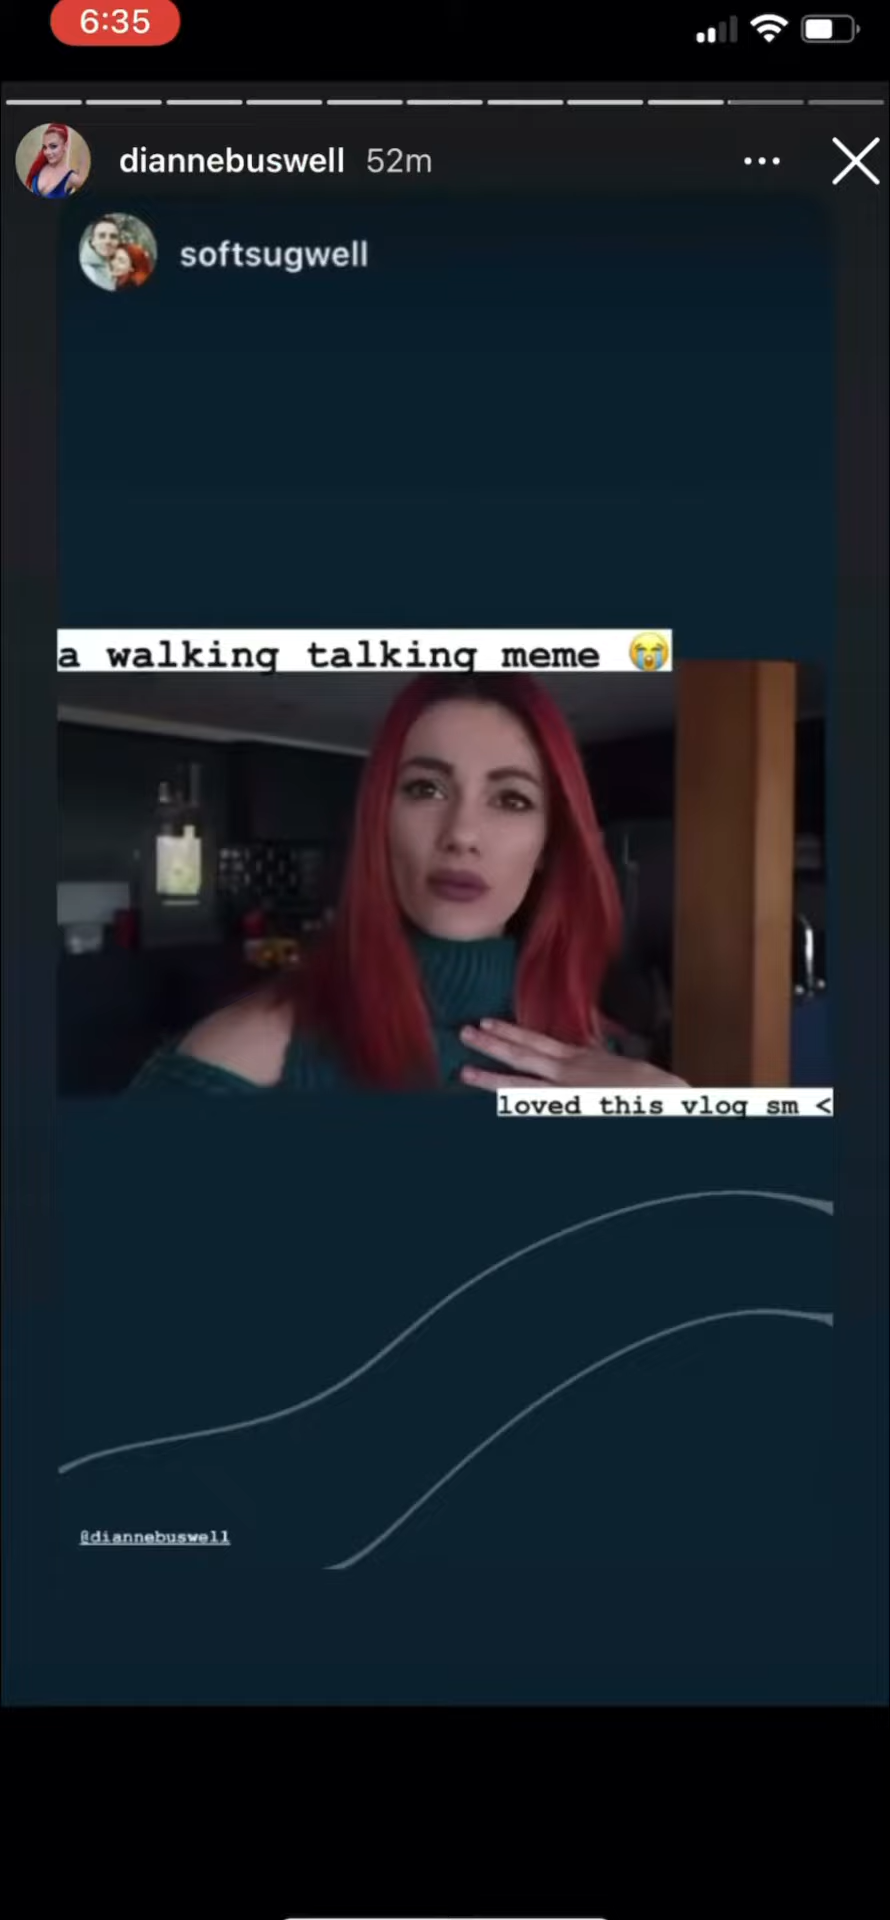 6:35
diannebuswell 52m
softsugwell
a walking talking meme 😭
loved this vlog sm <
@diannebuswell